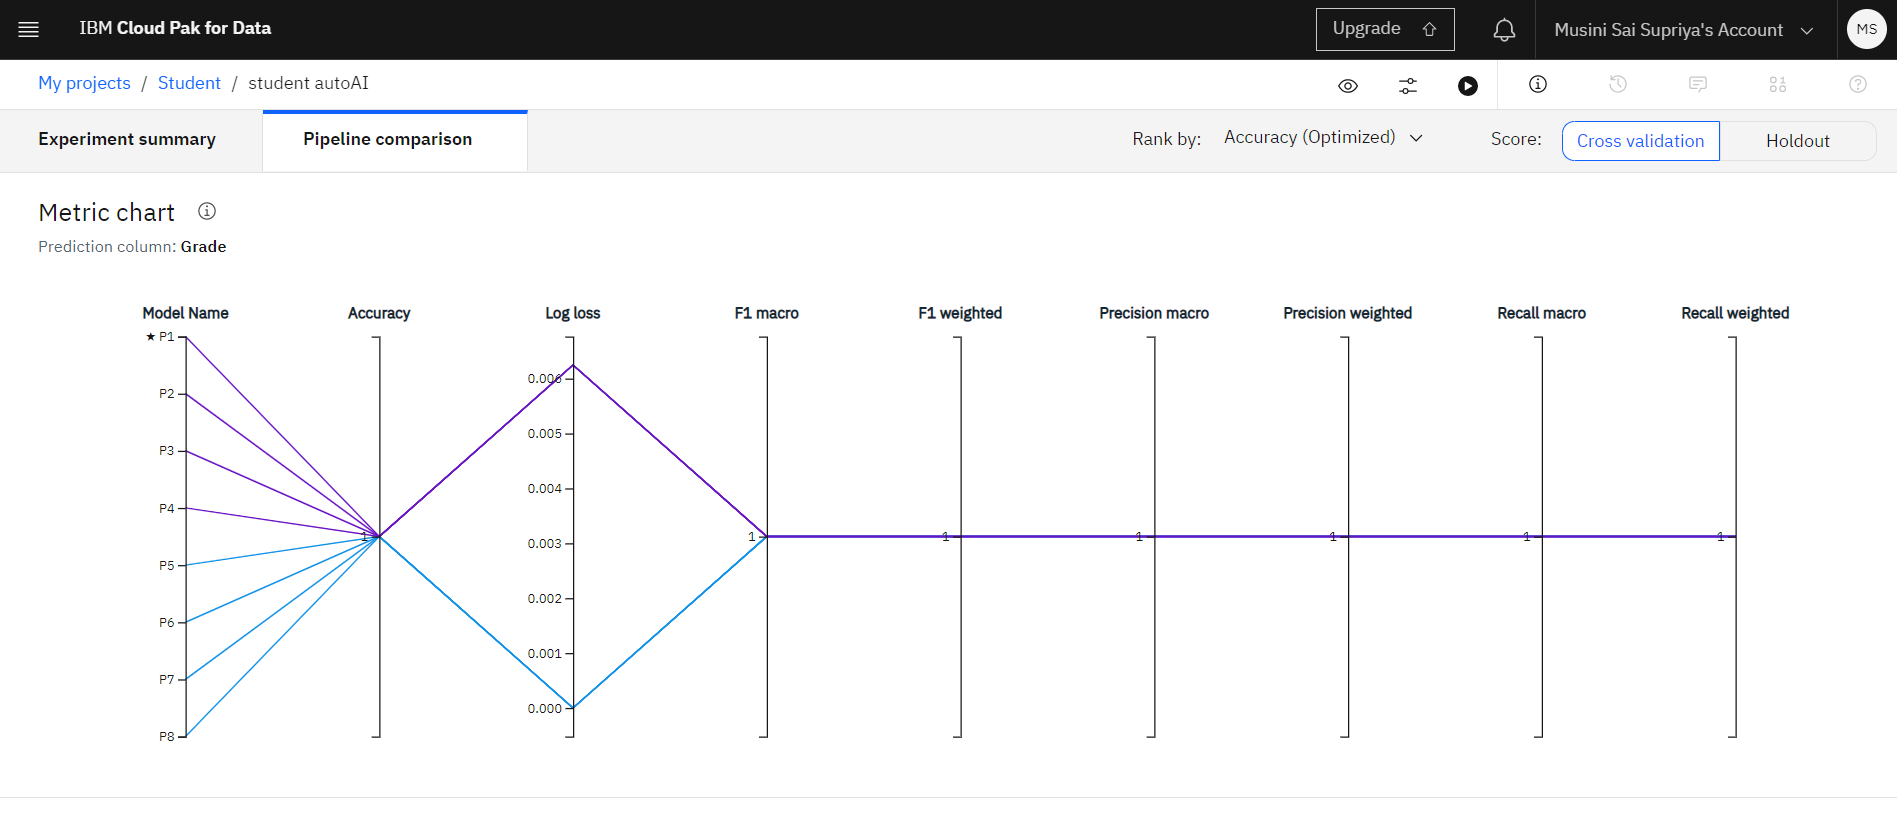 IBM Cloud Pak for Data
Upgrade
Musini Sai Supriya's Account
MS
My projects / Student / student autoAI
Experiment summary
Pipeline comparison
Rank by: Accuracy (Optimized)
Score: Cross validation Holdout
Metric chart
Prediction column: Grade
Model Name Accuracy Log loss F1 macro F1 weighted Precision macro Precision weighted Recall macro Recall weighted
★ P1
P2
P3
P4
P5
P6
P7
P8
1
0.006
0.005
0.004
0.003
0.002
0.001
0.000
1
1
1
1
1
1